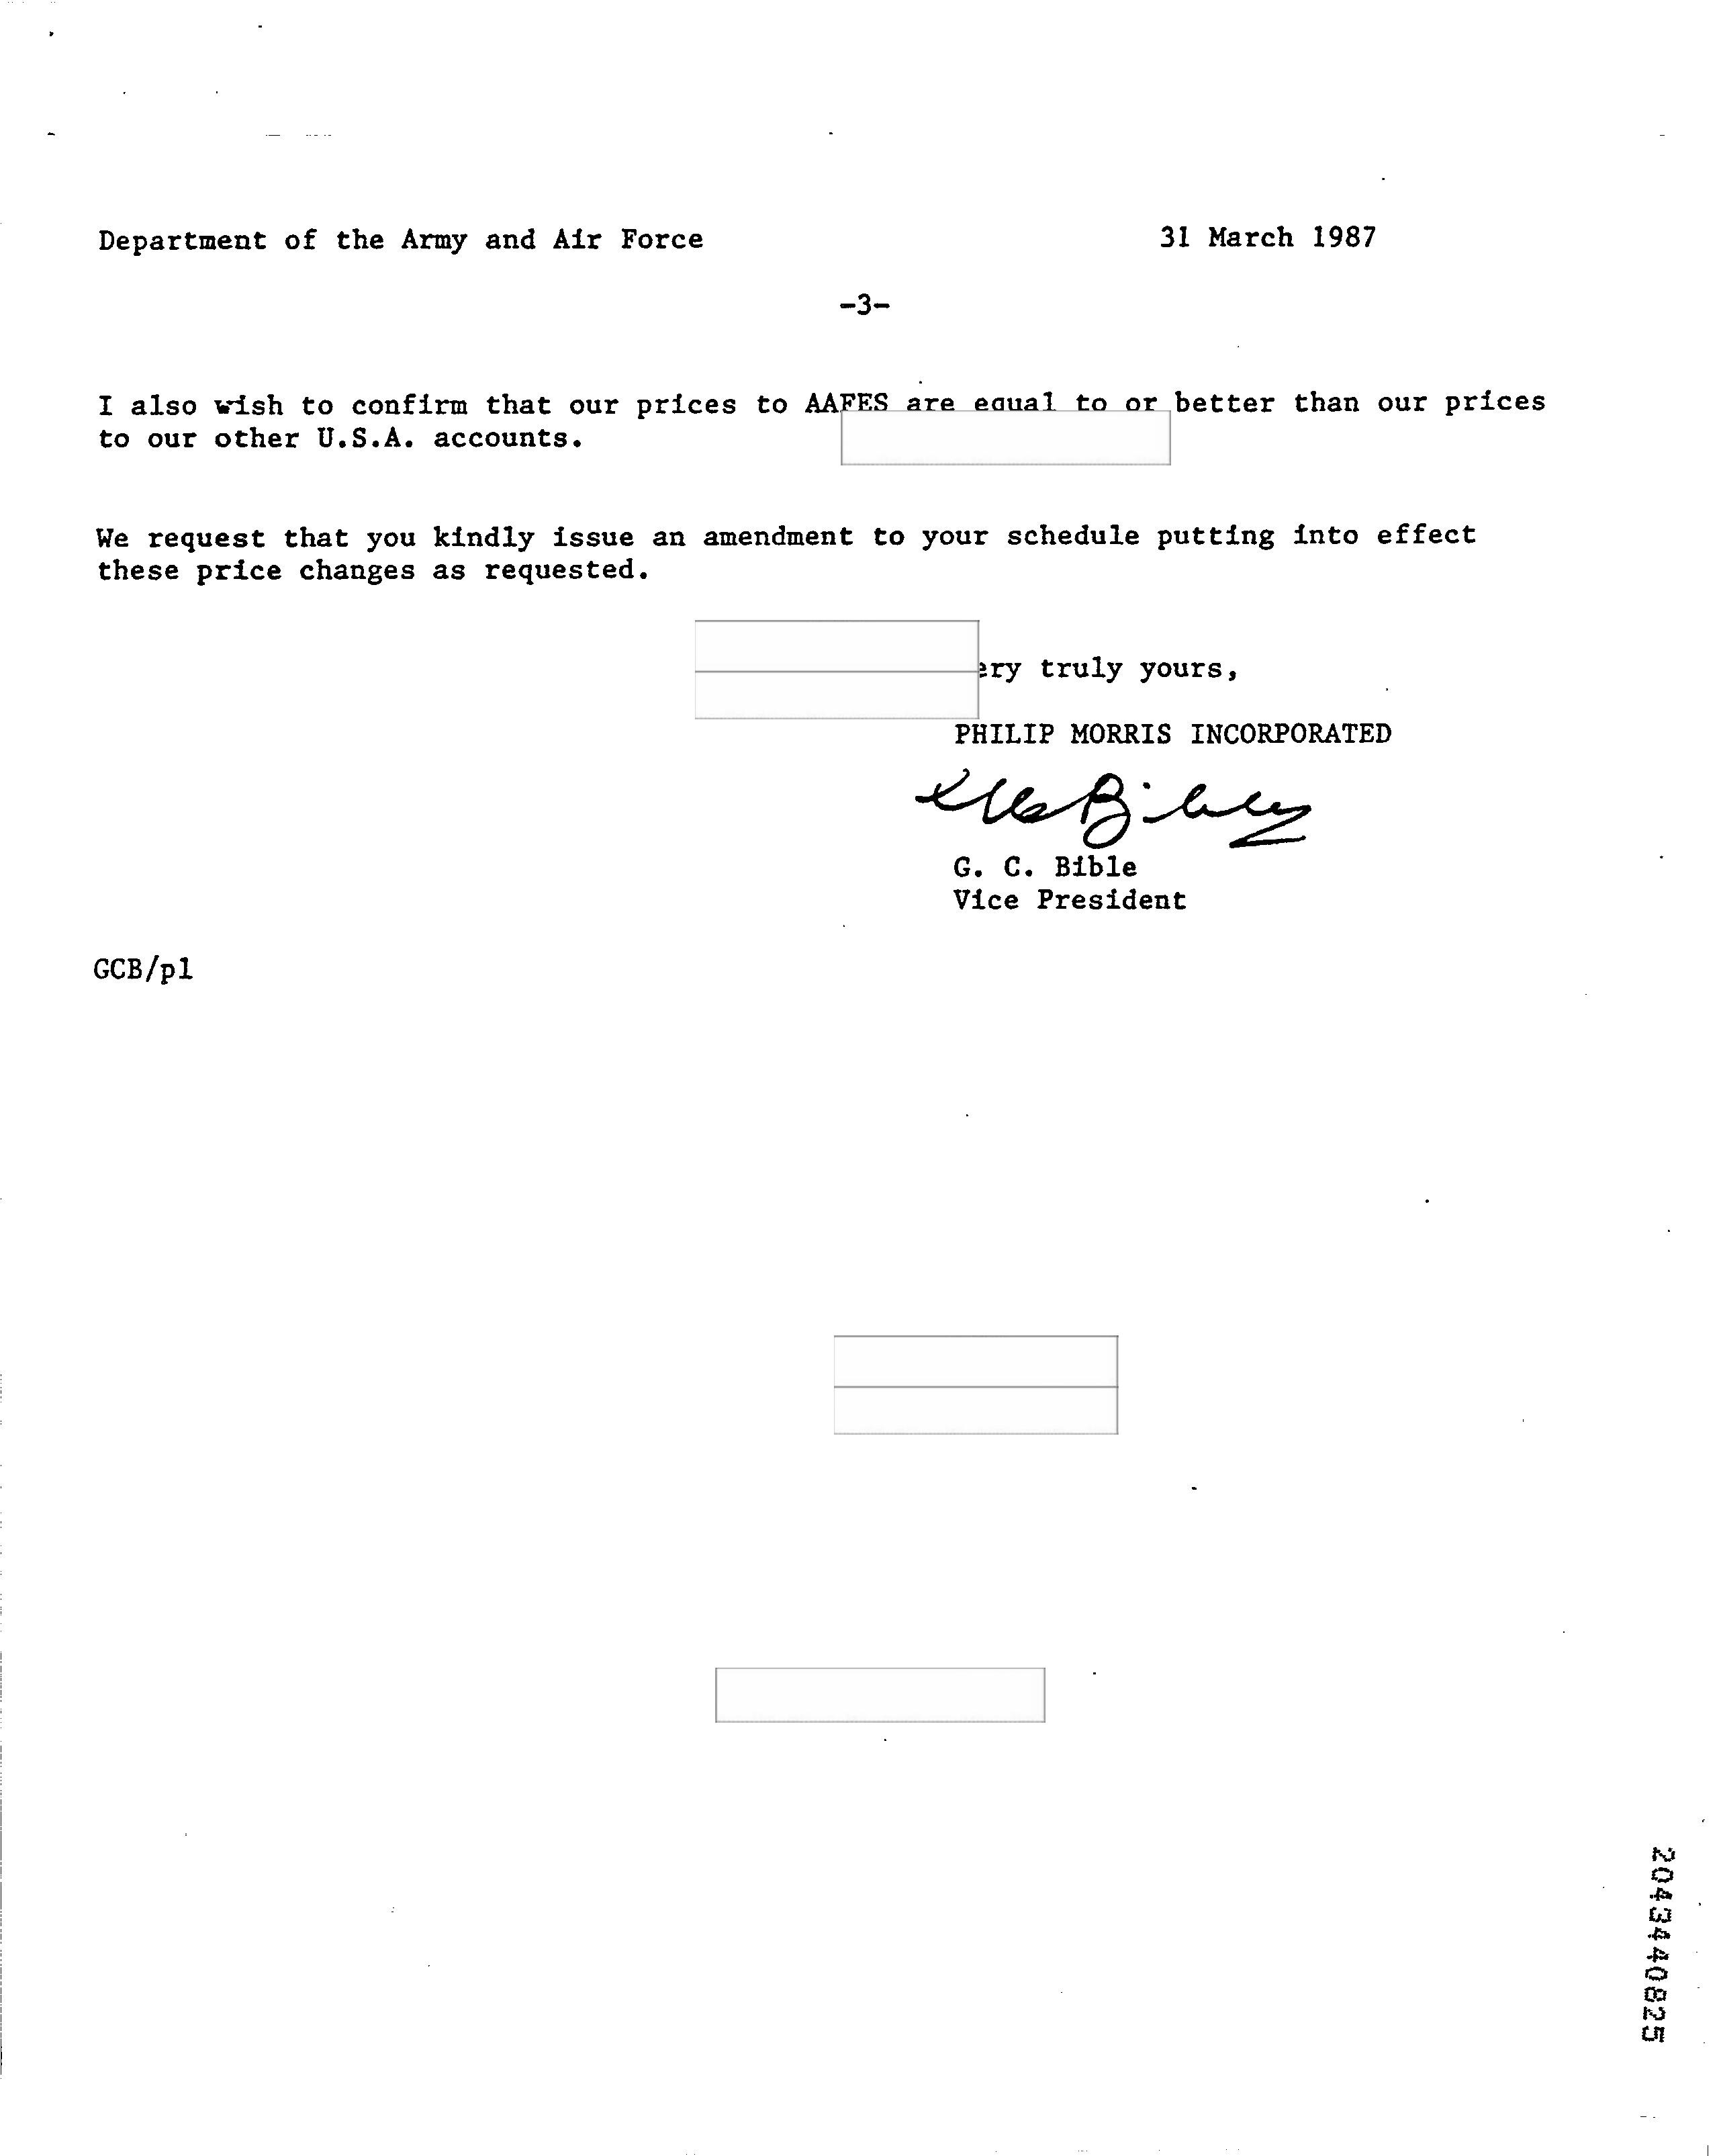 Department of the Army and Air Force 31 March 1987
-3-
I also wish to confirm that our prices to AAFES are equal to or better than our prices
to our other U.S.A. accounts.
We request that you kindly issue an amendment to your schedule putting into effect
these price changes as requested.
ery truly yours,
PHILIP MORRIS INCORPORATED
G. C. Bible
Vice President
GCB/pl
2043440825